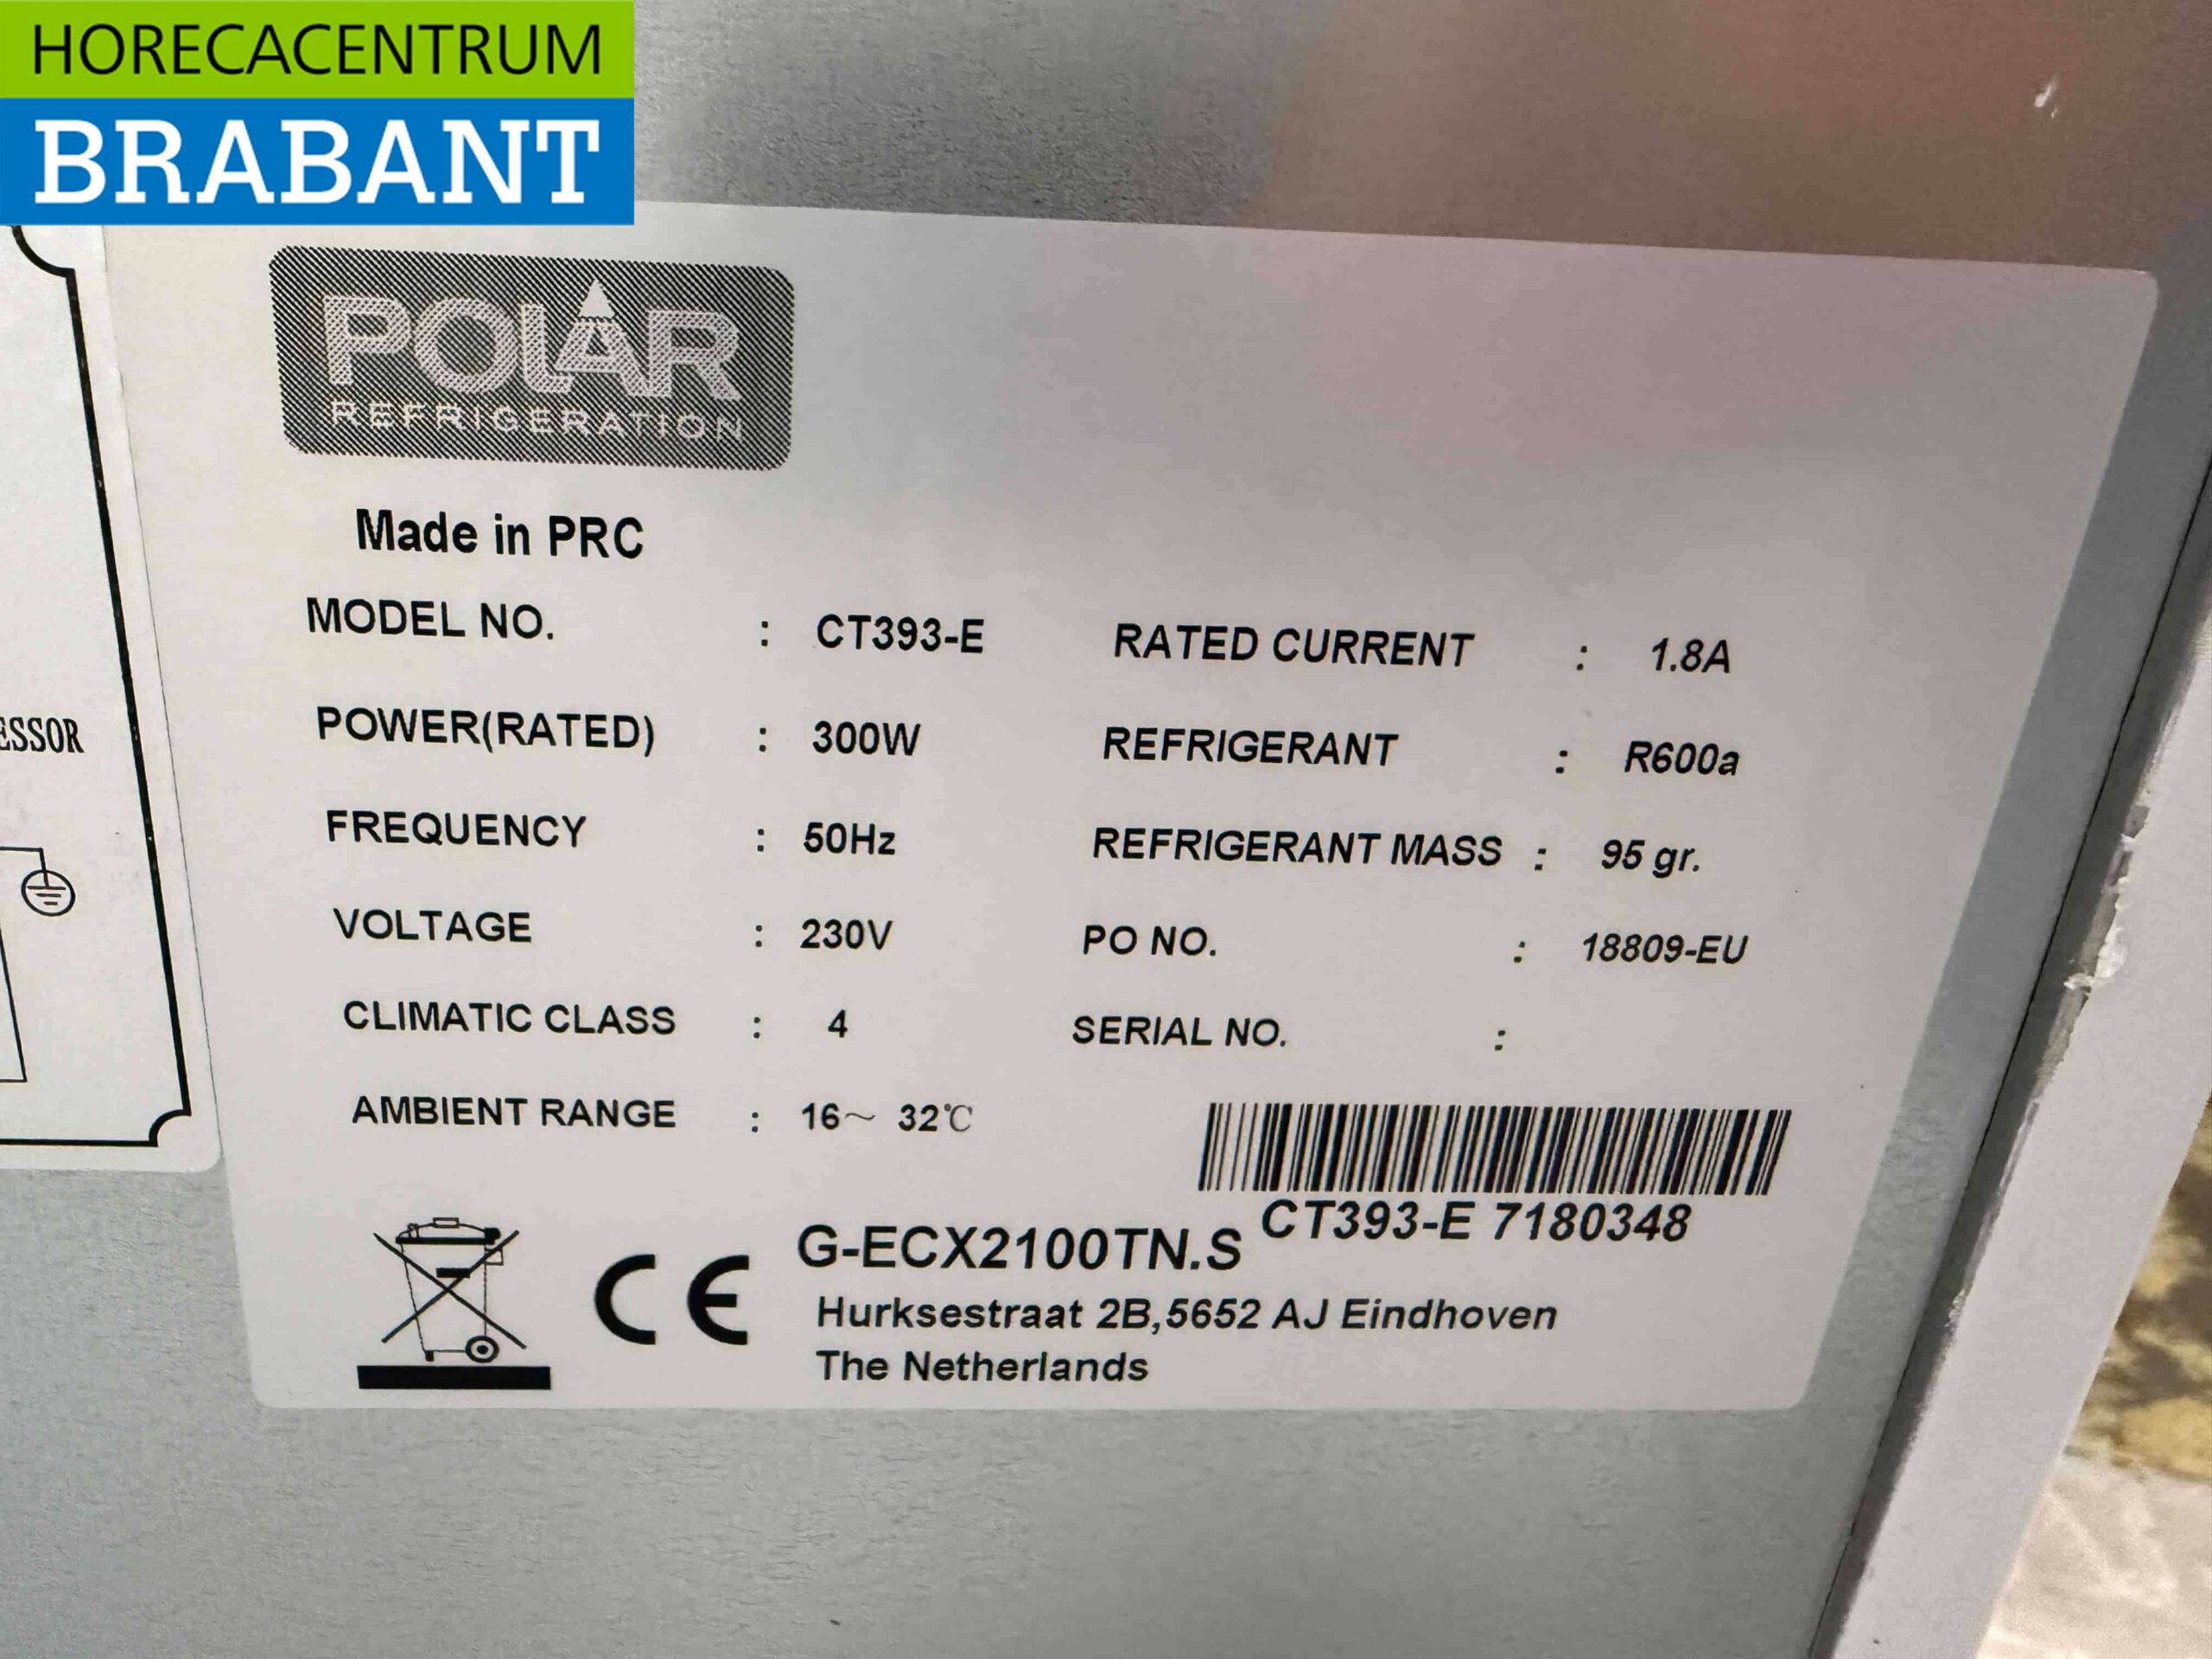 HORECACENTRUM
BRABANT
POLAR
REFRIGERATION
Made in PRC
MODEL NO. : CT393-E
POWER(RATED) : 300W
FREQUENCY : 50Hz
VOLTAGE : 230V
CLIMATIC CLASS : 4
AMBIENT RANGE : 16~ 32℃
RATED CURRENT : 1.8A
REFRIGERANT : R600a
REFRIGERANT MASS : 95 gr.
PO NO. : 18809-EU
SERIAL NO. :
CT393-E 7180348
CE
G-ECX2100TN.S
Hurksestraat 2B,5652 AJ Eindhoven
The Netherlands